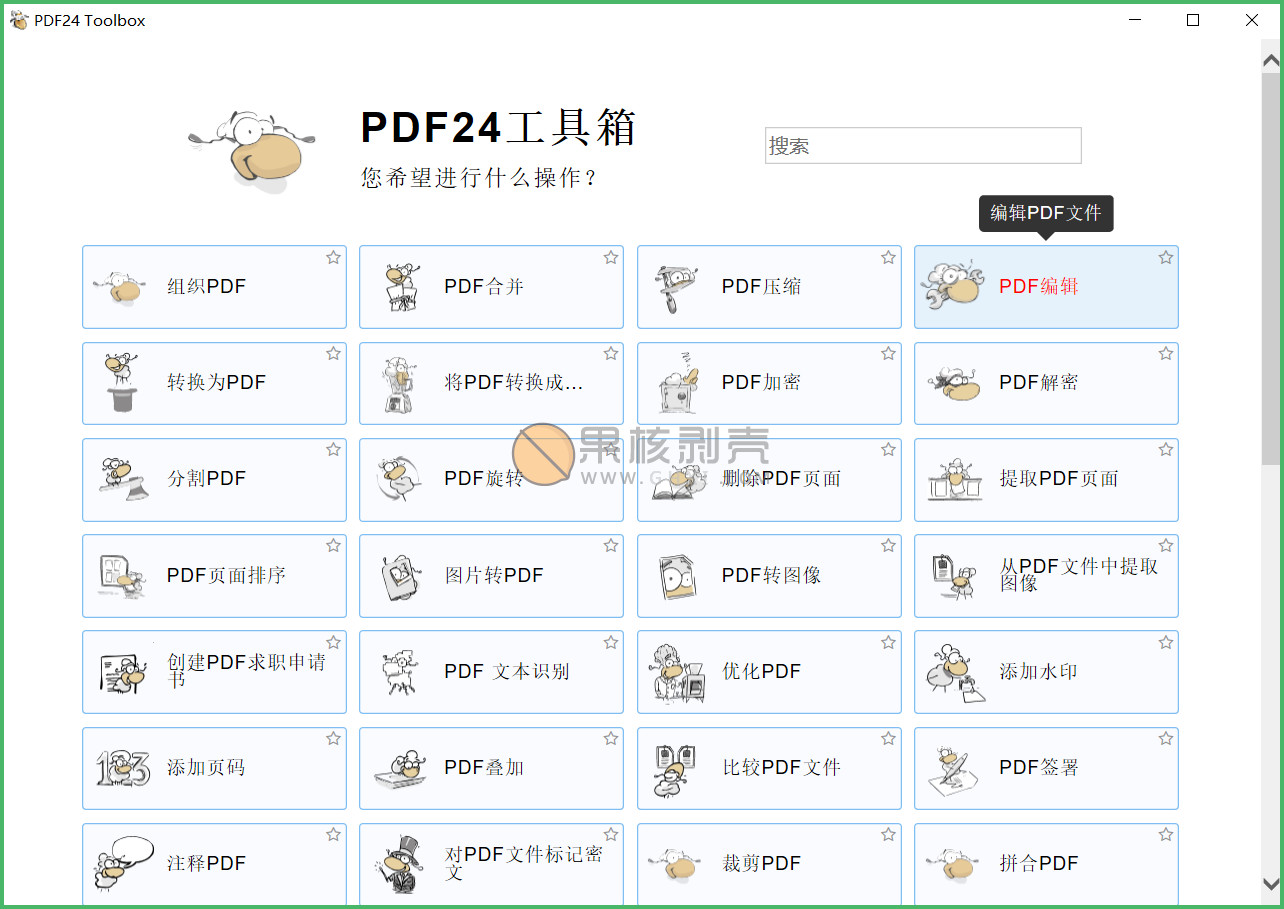 PDF24 Toolbox
PDF24工具箱
您希望进行什么操作？
搜索
编辑PDF文件
组织PDF
PDF合并
PDF压缩
PDF编辑
转换为PDF
将PDF转换成...
PDF加密
PDF解密
果核剥壳
分割PDF
PDF旋转
删除PDF页面
提取PDF页面
PDF页面排序
图片转PDF
PDF转图像
从PDF文件中提取
图像
创建PDF求职申请
书
PDF 文本识别
优化PDF
添加水印
123
添加页码
PDF叠加
比较PDF文件
PDF签署
注释PDF
对PDF文件标记密
文
裁剪PDF
拼合PDF